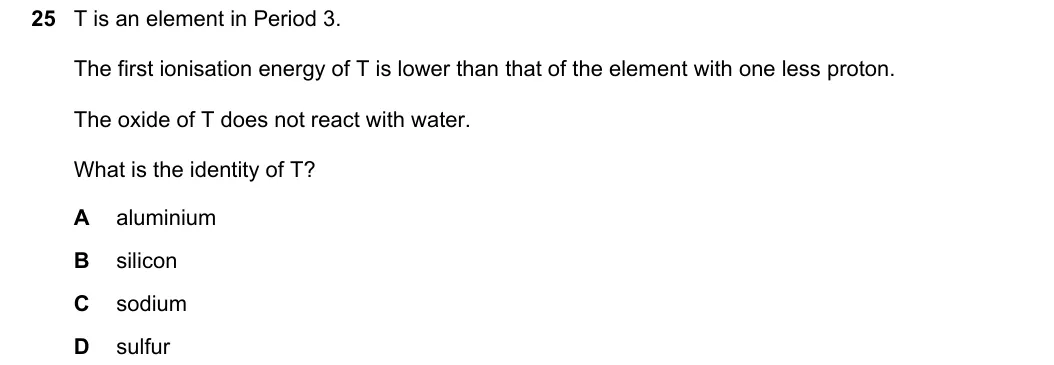 25 T is an element in Period 3.
The first ionisation energy of T is lower than that of the element with one less proton.
The oxide of T does not react with water.
What is the identity of T?
A aluminium
B silicon
C sodium
D sulfur